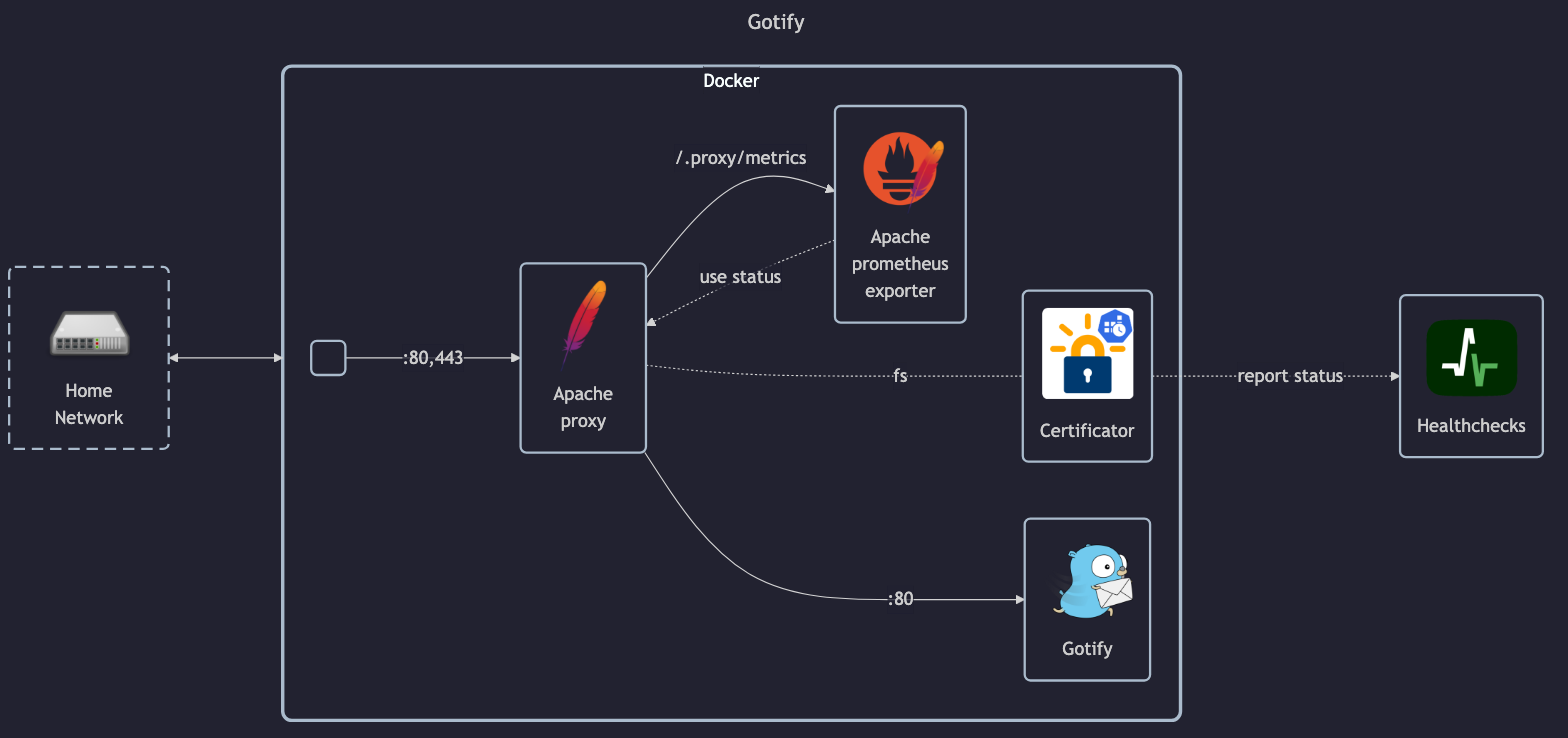 Gotify
Docker
/.proxy/metrics
Apache
prometheus
exporter
use status
Home
Network
:80,443
Apache
proxy
fs
Certificator
report status
Healthchecks
:80
Gotify